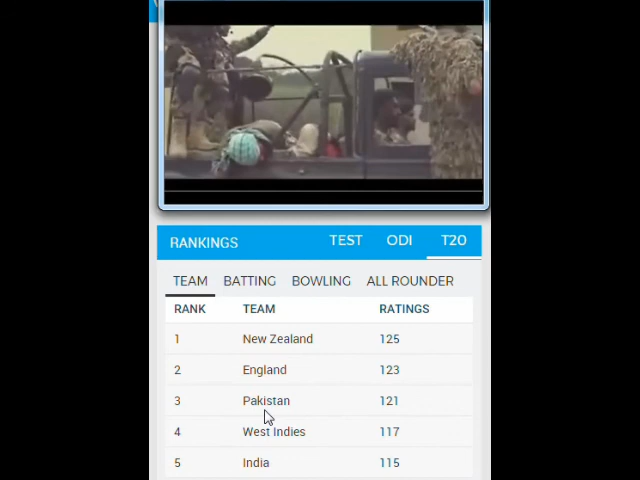 RANKINGS TEST ODI T20
TEAM BATTING BOWLING ALL ROUNDER
RANK TEAM RATINGS
1 New Zealand 125
2 England 123
3 Pakistan 121
4 West Indies 117
5 India 115